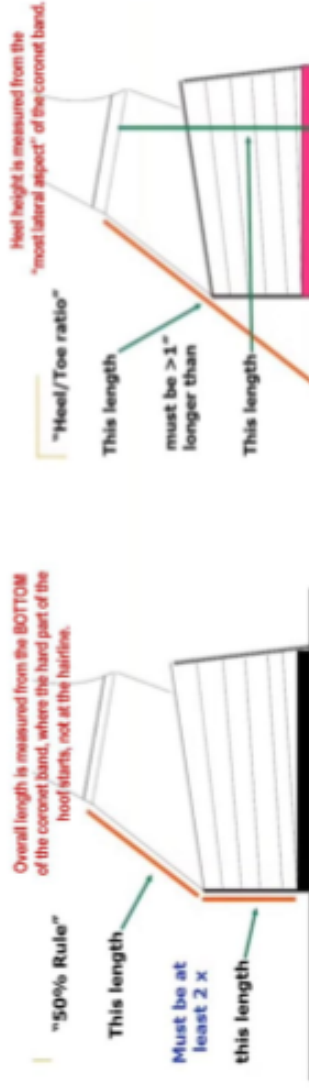 Overall length is measured from the BOTTOM
of the coronet band, where the hard part of the
hoof starts, not at the hairline.
"50% Rule"
This length
Must be at
least 2 x
this length
Heel height is measured from the
"most lateral aspect" of the coronet band.
"Heel/Toe ratio"
This length
must be >1"
longer than
This length